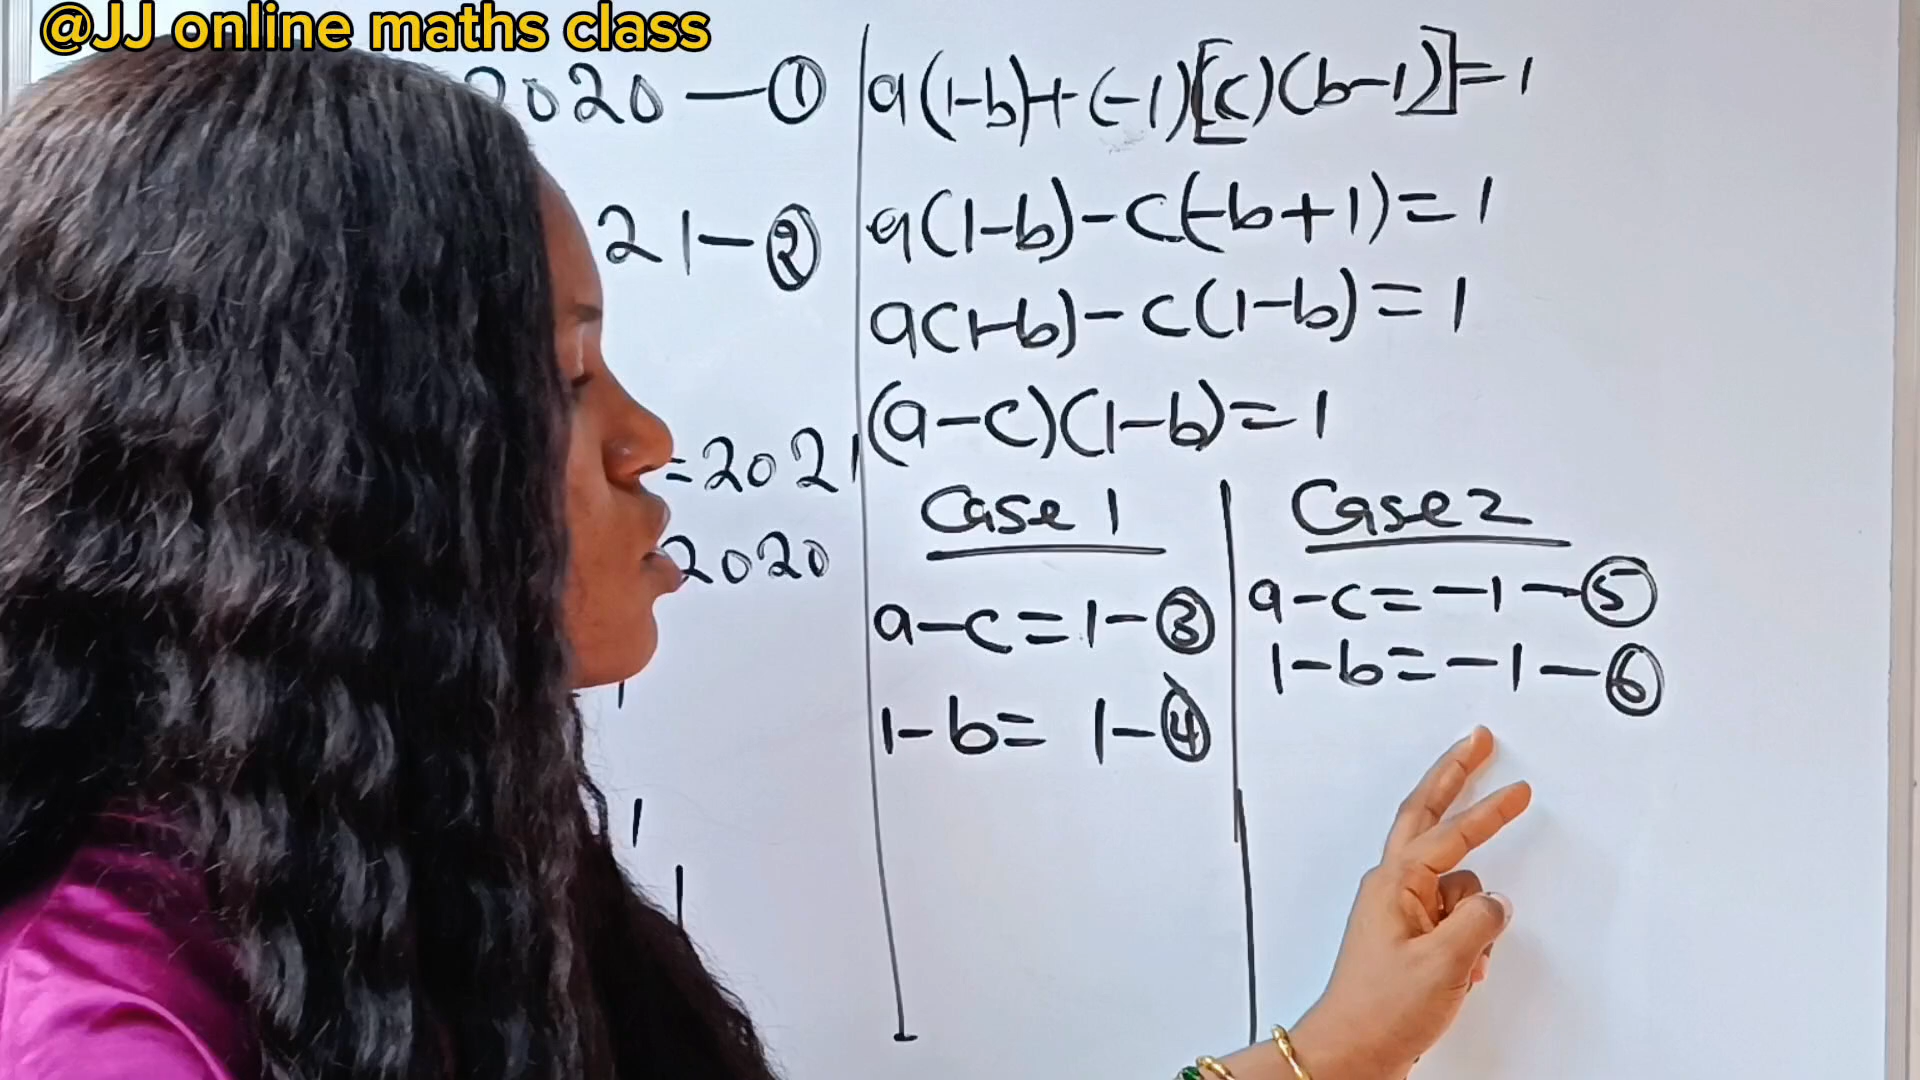 @JJ online maths class
2020 — ①
21 — ②
=2021
2020
a(1-b)+(-1)[(c)(b-1)]=1
a(1-b)-c(-b+1)=1
a(1-b)-c(1-b)=1
(a-c)(1-b)=1
Case 1
a-c=1-③
1-b=1-④
Case 2
a-c=-1-⑤
1-b=-1-⑥